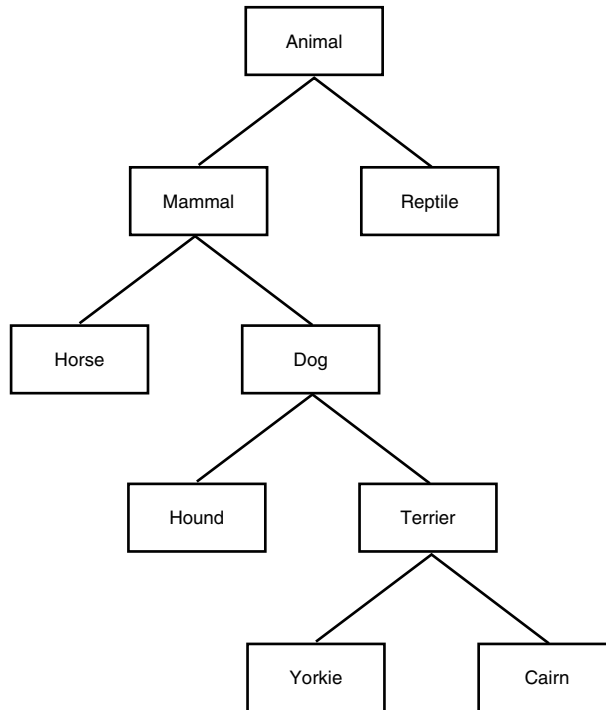 Animal
Mammal
Reptile
Horse
Dog
Hound
Terrier
Yorkie
Cairn